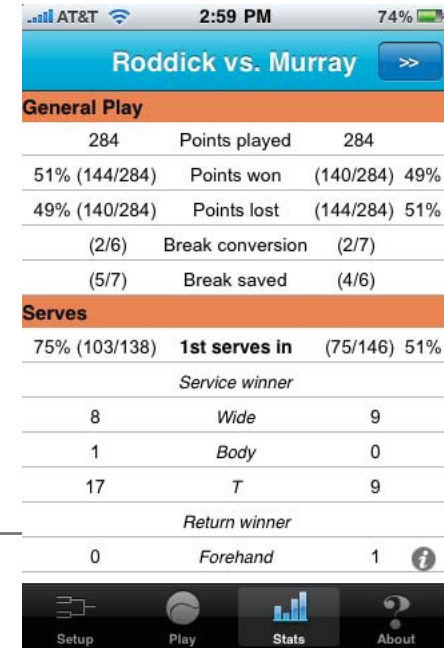 AT&T 2:59 PM 74%
Roddick vs. Murray >>
General Play
284 Points played 284
51% (144/284) Points won (140/284) 49%
49% (140/284) Points lost (144/284) 51%
(2/6) Break conversion (2/7)
(5/7) Break saved (4/6)
Serves
75% (103/138) 1st serves in (75/146) 51%
Service winner
8 Wide 9
1 Body 0
17 T 9
Return winner
0 Forehand 1 i
Setup Play Stats ? About